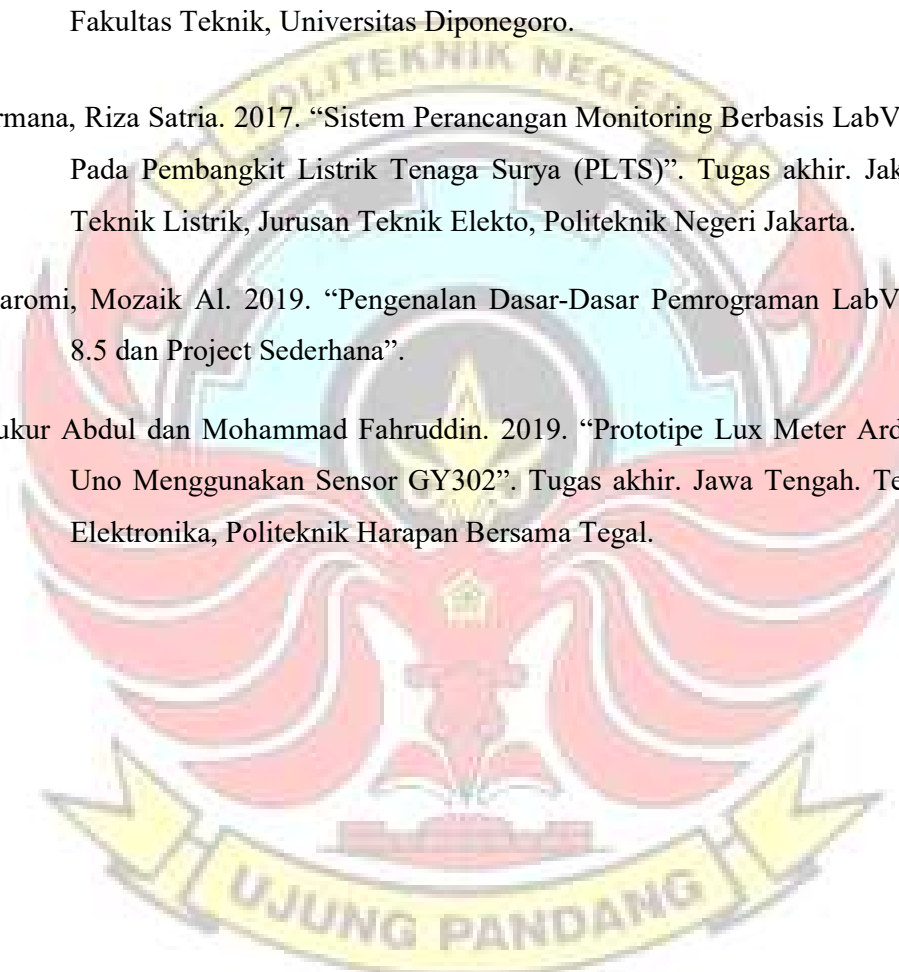 Fakultas Teknik, Universitas Diponegoro.
POLITEKNIK NEGERI
rmana, Riza Satria. 2017. “Sistem Perancangan Monitoring Berbasis LabV
Pada Pembangkit Listrik Tenaga Surya (PLTS)”. Tugas akhir. Jak
Teknik Listrik, Jurusan Teknik Elekto, Politeknik Negeri Jakarta.
aromi, Mozaik Al. 2019. “Pengenalan Dasar-Dasar Pemrograman LabV
8.5 dan Project Sederhana”.
ukur Abdul dan Mohammad Fahruddin. 2019. “Prototipe Lux Meter Ard
Uno Menggunakan Sensor GY302”. Tugas akhir. Jawa Tengah. Te
Elektronika, Politeknik Harapan Bersama Tegal.
UJUNG PANDANG